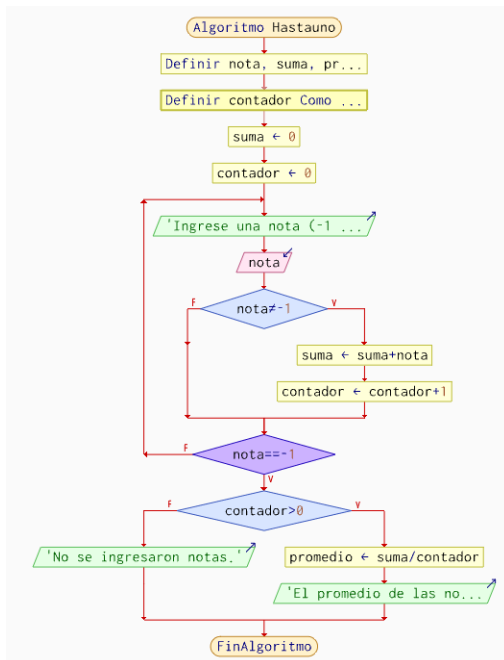 Algoritmo Hastauno
Definir nota, suma, pr...
Definir contador Como ...
suma ← 0
contador ← 0
'Ingrese una nota (-1 ...
nota
nota≠-1
F
V
suma ← suma+nota
contador ← contador+1
nota==-1
F
V
contador>0
F
V
'No se ingresaron notas.'
promedio ← suma/contador
'El promedio de las no...
FinAlgoritmo